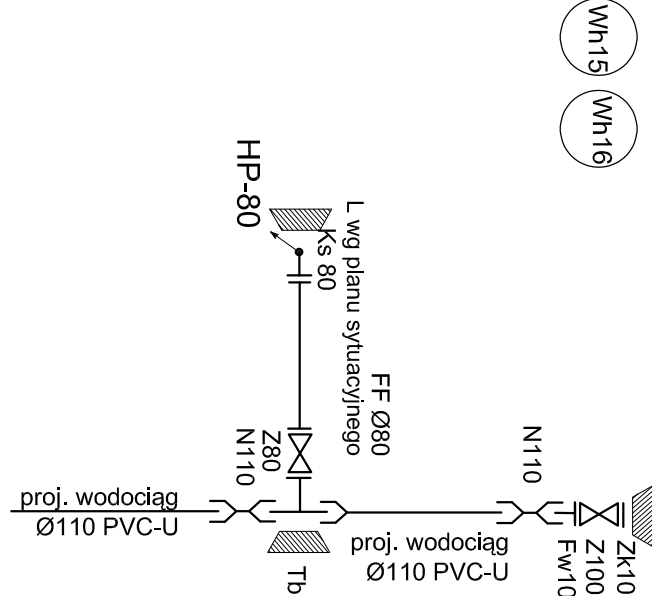 Wh15
Wh16
HP-80
Ks 80
L wg planu sytuacyjnego
FF Ø80
Z80
N110
N110
proj. wodociąg
Ø110 PVC-U
proj. wodociąg
Ø110 PVC-U
Tb
Fw10
Z100
Zk10